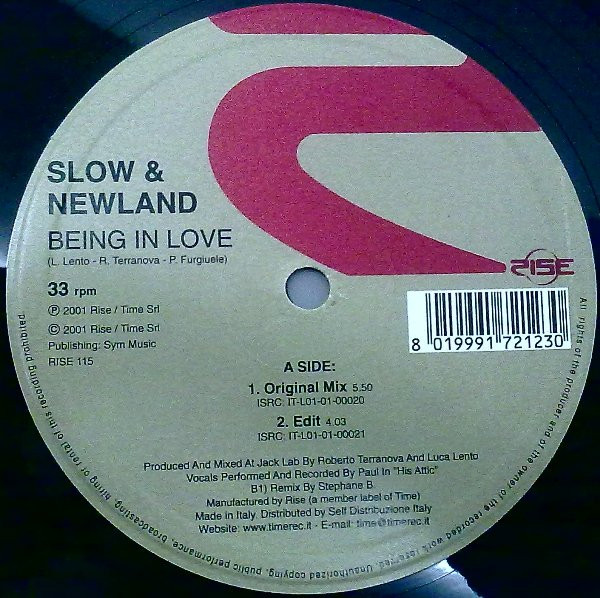 SLOW &
NEWLAND
BEING IN LOVE
(L. Lento - R. Terranova - P. Furgiuele)
33 rpm
℗ 2001 Rise / Time Srl
© 2001 Rise / Time Srl
Publishing: Sym Music
RISE 115
RISE
8 019991 721230
A SIDE:
1. Original Mix 5.50
ISRC: IT-L01-01-00020
2. Edit 4.03
ISRC: IT-L01-01-00021
Produced And Mixed At Jack Lab By Roberto Terranova And Luca Lento
Vocals Performed And Recorded By Paul In "His Attic"
B1) Remix By Stephane B.
Manufactured by Rise (a member label of Time)
Made in Italy. Distributed by Self Distribuzione Italy
Website: www.timerec.it - E-mail: time@timerec.it
All rights of the producer and of the owner of the recorded work reserved. Unauthorized copying, public performance, broadcasting, hiring or rental of this recording prohibited